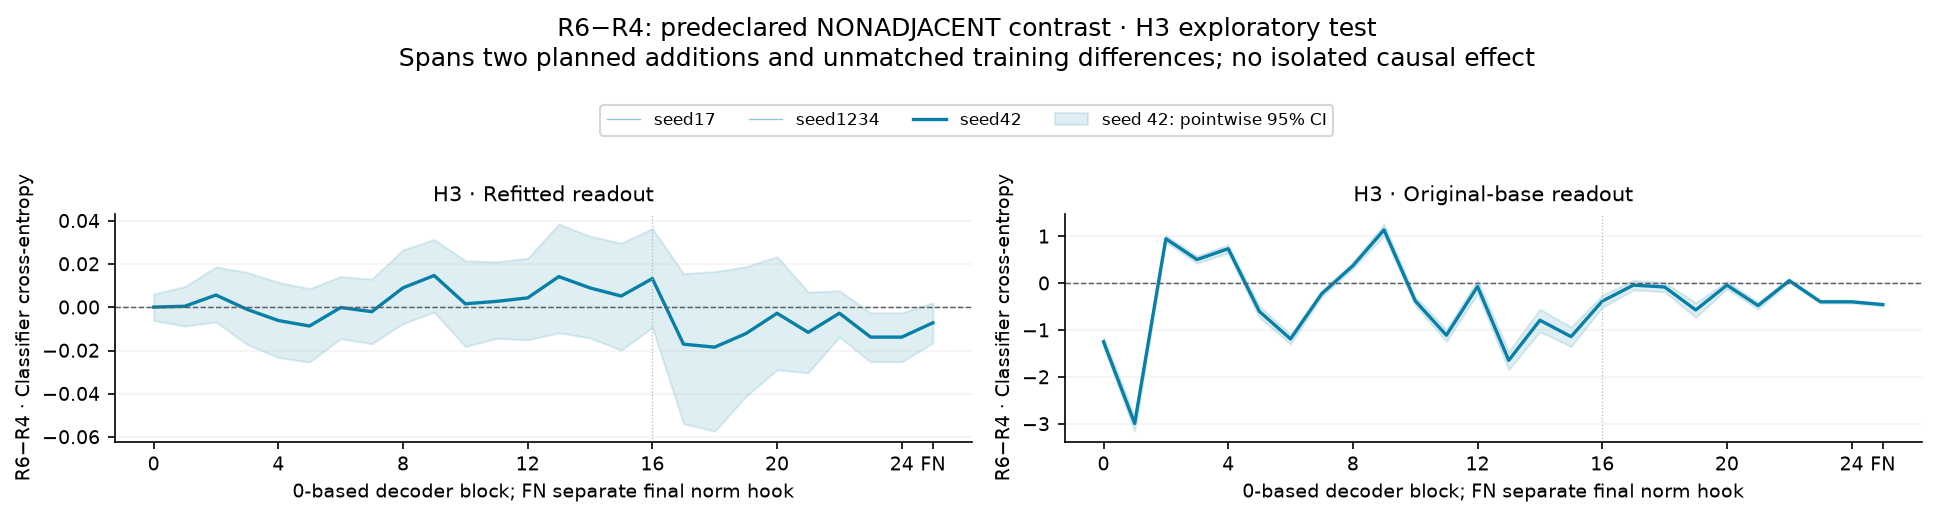 R6−R4: predeclared NONADJACENT contrast · H3 exploratory test
Spans two planned additions and unmatched training differences; no isolated causal effect
seed17
seed1234
seed42
seed 42: pointwise 95% CI
H3 · Refitted readout
R6−R4 · Classifier cross-entropy
0.04
0.02
0.00
−0.02
−0.04
−0.06
0 4 8 12 16 20 24 FN
0-based decoder block; FN separate final norm hook
H3 · Original-base readout
R6−R4 · Classifier cross-entropy
1
0
−1
−2
−3
0 4 8 12 16 20 24 FN
0-based decoder block; FN separate final norm hook